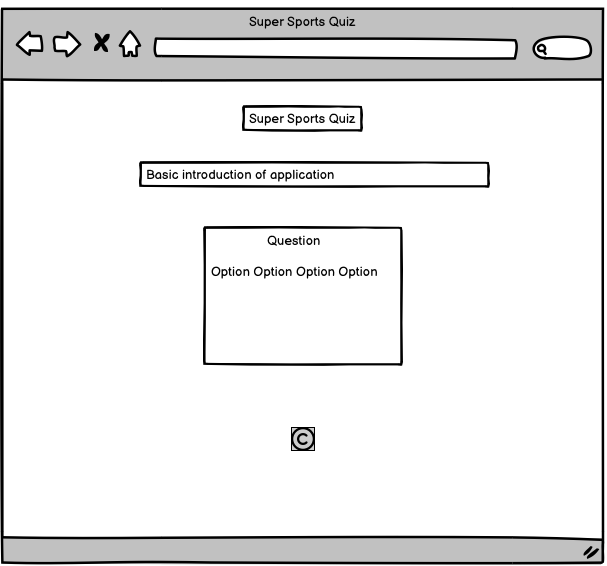 Super Sports Quiz
Super Sports Quiz
Basic introduction of application
Question
Option Option Option Option
©